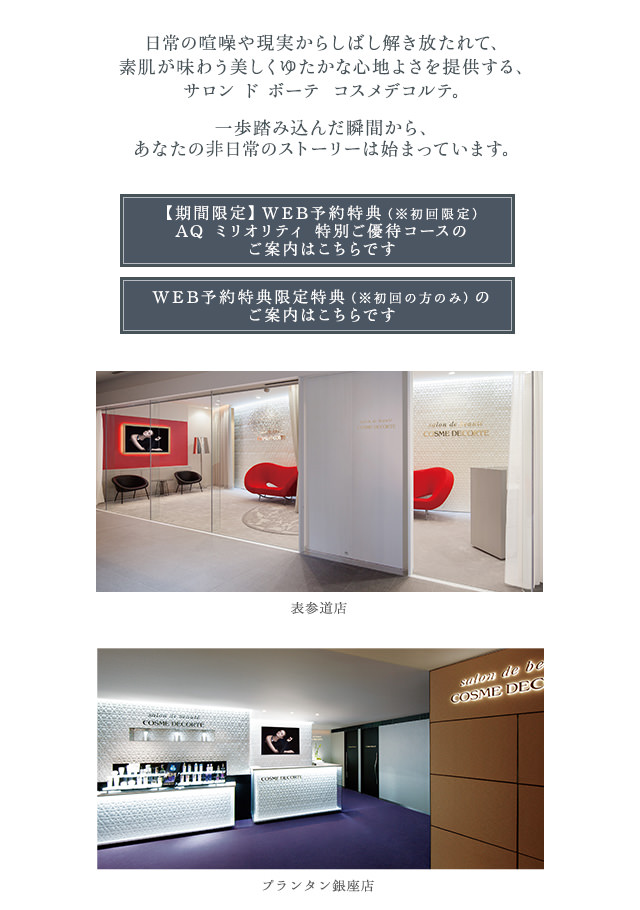 日常の喧噪や現実からしばし解き放たれて、
素肌が味わう美しくゆたかな心地よさを提供する、
サロン ド ボーテ コスメデコルテ。
一歩踏み込んだ瞬間から、
あなたの非日常のストーリーは始まっています。
【期間限定】WEB予約特典（※初回限定）
AQ ミリオリティ 特別ご優待コースの
ご案内はこちらです
WEB予約特典限定特典（※初回の方のみ）の
ご案内はこちらです
salon de beauté
COSME DECORTE
salon de beauté
COSME DECORTE
表参道店
salon de beauté
COSME DECORTE
COSME DECORTE
salon de be
COSME DEC
プランタン銀座店